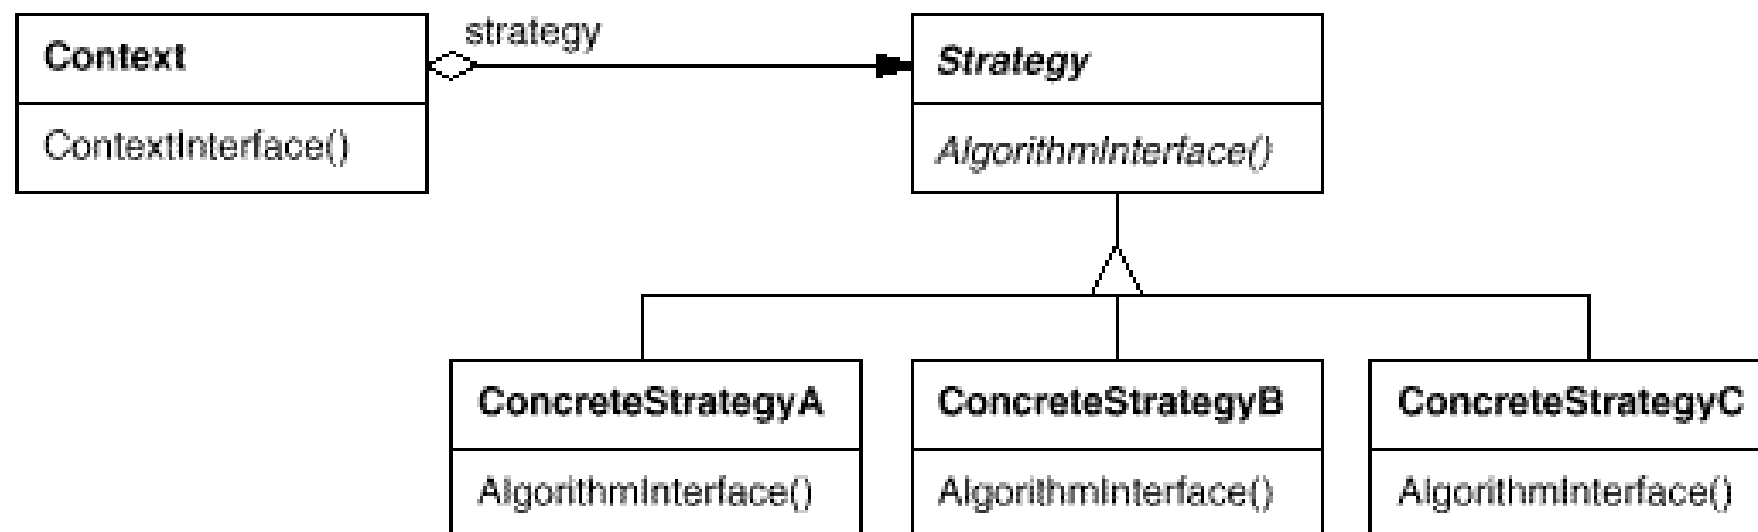 strategy
Context
Strategy
ContextInterface()
AlgorithmInterface()
ConcreteStrategyA
ConcreteStrategyB
ConcreteStrategyC
AlgorithmInterface()
AlgorithmInterface()
AlgorithmInterface()